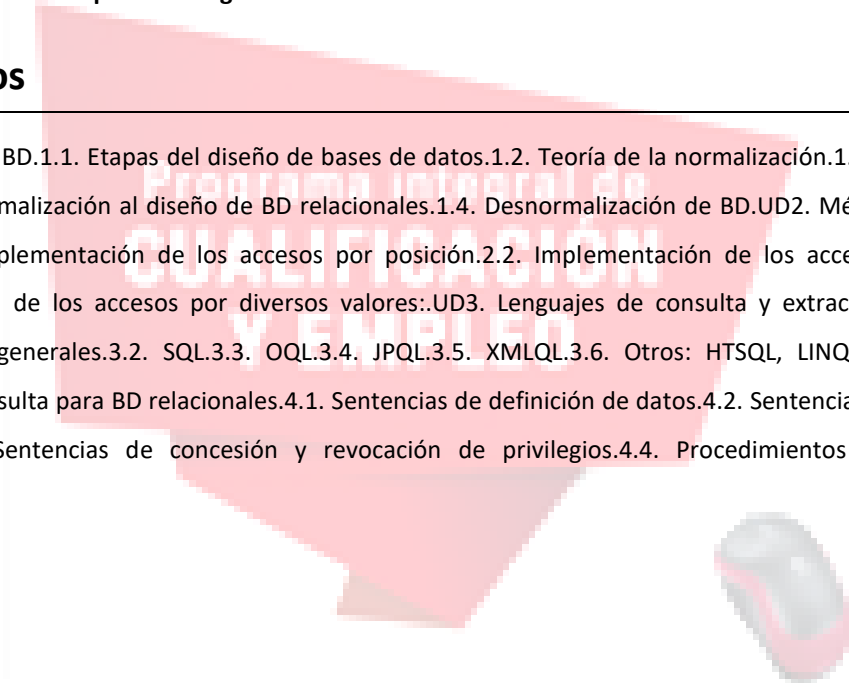 os
BD.1.1. Etapas del diseño de bases de datos.1.2. Teoría de la normalización.1.
malización al diseño de BD relacionales.1.4. Desnormalización de BD.UD2. Mé
plementación de los accesos por posición.2.2. Implementación de los acce
de los accesos por diversos valores:.UD3. Lenguajes de consulta y extrac
generales.3.2. SQL.3.3. OQL.3.4. JPQL.3.5. XMLQL.3.6. Otros: HTSQL, LINQ
sulta para BD relacionales.4.1. Sentencias de definición de datos.4.2. Sentencia
Sentencias de concesión y revocación de privilegios.4.4. Procedimientos
Programa integral de
CUALIFICACIÓN
Y EMPLEO